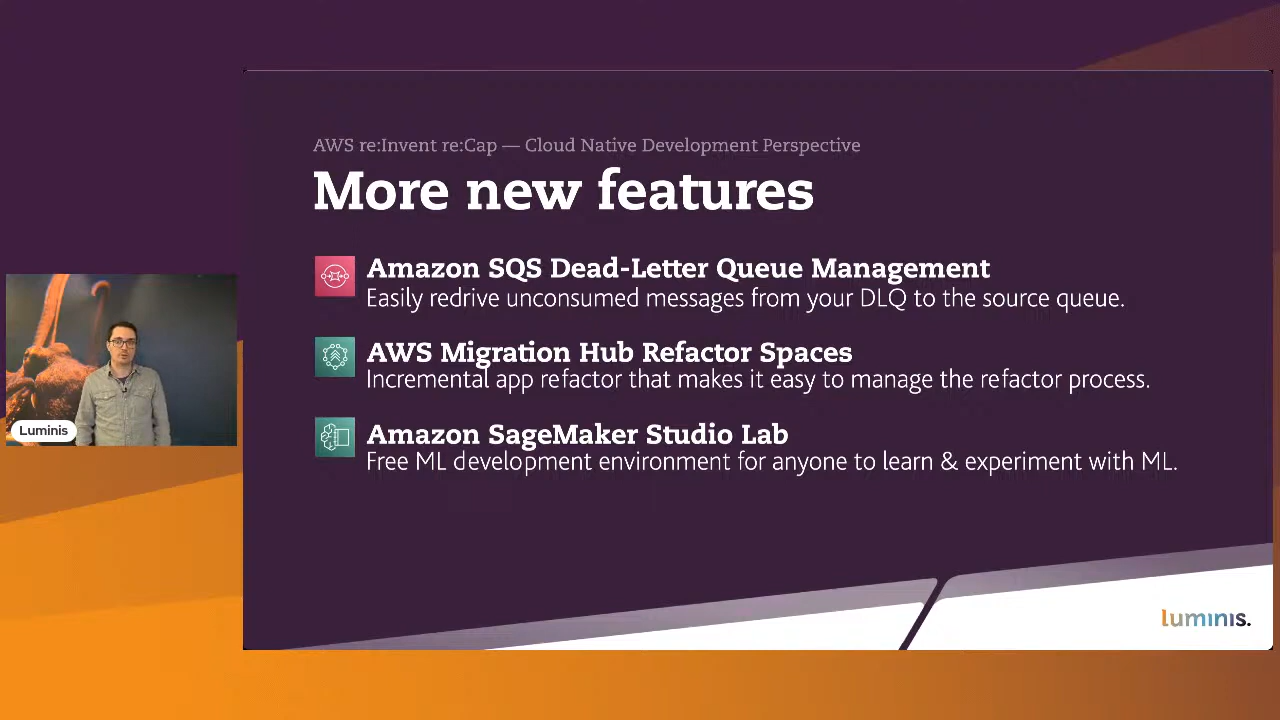 AWS re:Invent re:Cap — Cloud Native Development Perspective
More new features
Amazon SQS Dead-Letter Queue Management
Easily redrive unconsumed messages from your DLQ to the source queue.
AWS Migration Hub Refactor Spaces
Incremental app refactor that makes it easy to manage the refactor process.
Amazon SageMaker Studio Lab
Free ML development environment for anyone to learn & experiment with ML.
Luminis
luminis.